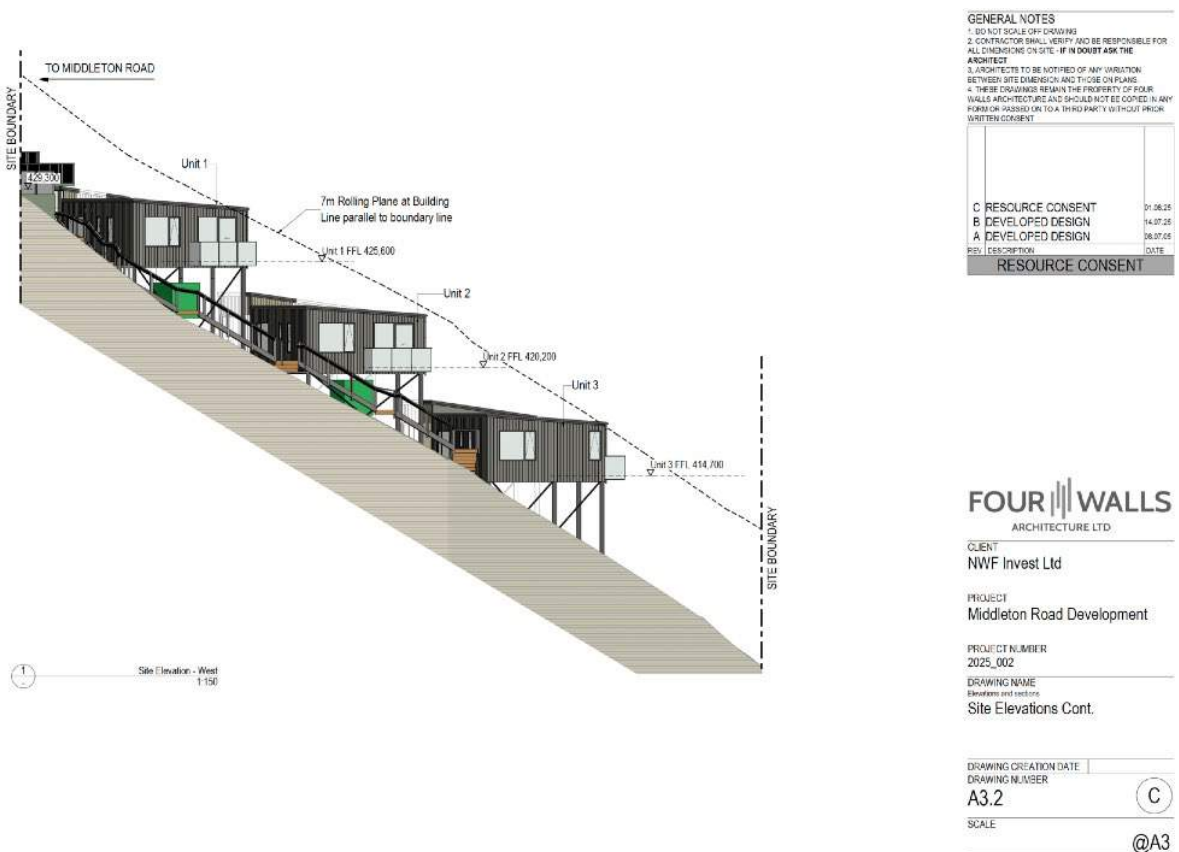 TO MIDDLETON ROAD
SITE BOUNDARY
429,300
Unit 1
7m Rolling Plane at Building
Line parallel to boundary line
Unit 1 FFL 425,600
Unit 2
Unit 2 FFL 420,200
Unit 3
Unit 3 FFL 414,700
SITE BOUNDARY
1
Site Elevation - West
1:150
GENERAL NOTES
1. DO NOT SCALE OFF DRAWING
2. CONTRACTOR SHALL VERIFY AND BE RESPONSIBLE FOR
ALL DIMENSIONS ON SITE - IF IN DOUBT ASK THE
ARCHITECT
3. ARCHITECTS TO BE NOTIFIED OF ANY VARIATION
BETWEEN SITE DIMENSION AND THOSE ON PLANS.
4. THESE DRAWINGS REMAIN THE PROPERTY OF FOUR
WALLS ARCHITECTURE AND SHOULD NOT BE COPIED IN ANY
FORM OR PASSED ON TO A THIRD PARTY WITHOUT PRIOR
WRITTEN CONSENT
C RESOURCE CONSENT
B DEVELOPED DESIGN 14.07.25
A DEVELOPED DESIGN
REV DESCRIPTION DATE
RESOURCE CONSENT
FOUR WALLS
ARCHITECTURE LTD
CLIENT
NWF Invest Ltd
PROJECT
Middleton Road Development
PROJECT NUMBER
2025_002
DRAWING NAME
Elevations and sections
Site Elevations Cont.
DRAWING CREATION DATE
DRAWING NUMBER
A3.2 C
SCALE
@A3